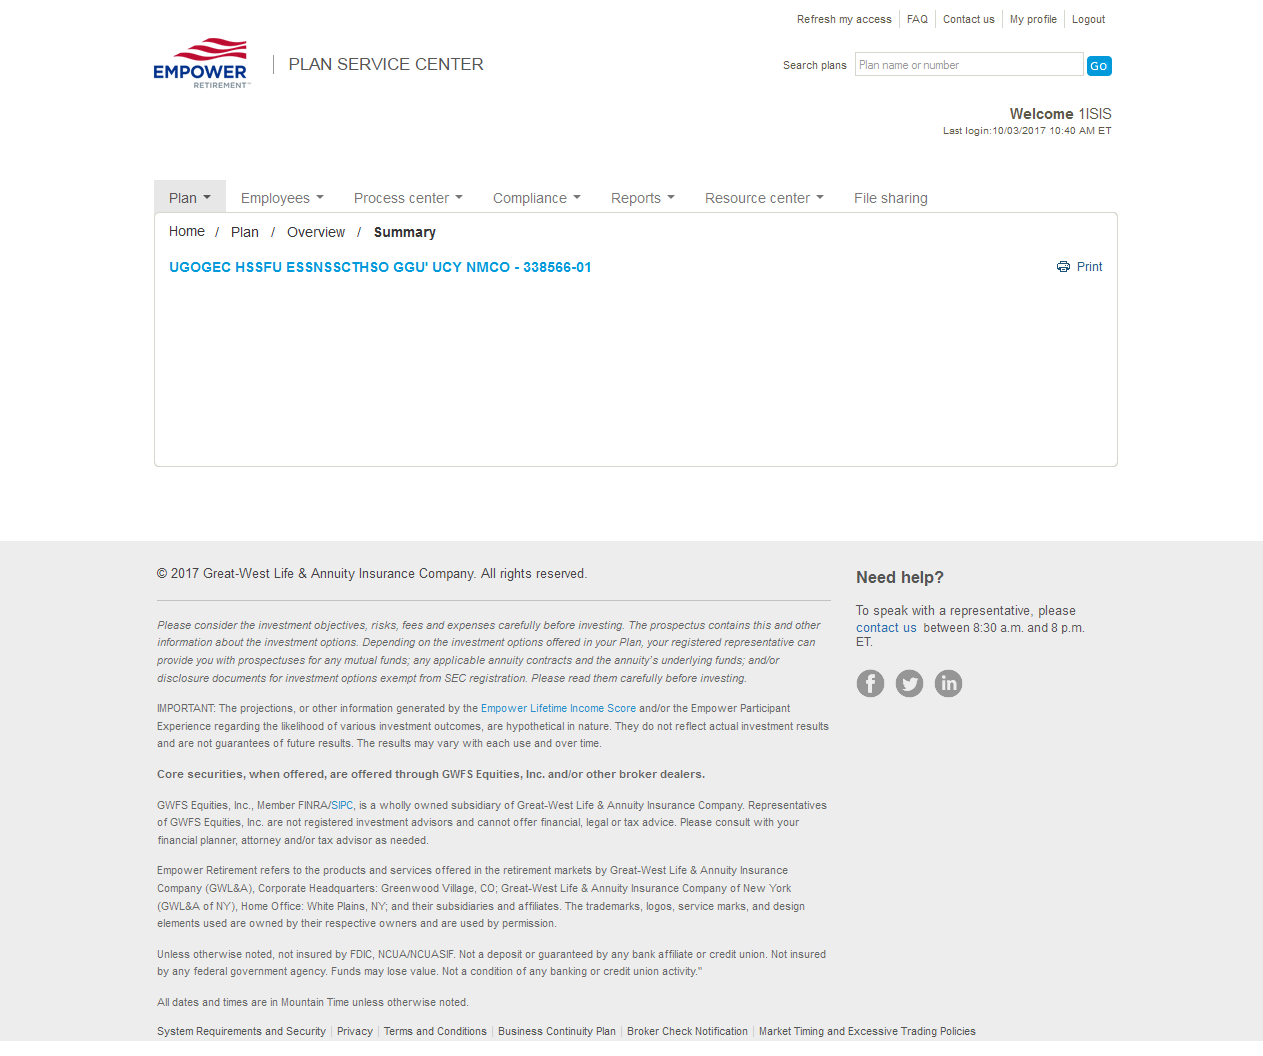 Refresh my access FAQ Contact us My profile Logout
EMPOWER
RETIREMENT™
PLAN SERVICE CENTER
Search plans Plan name or number Go
Welcome 1ISIS
Last login:10/03/2017 10:40 AM ET
Plan Employees Process center Compliance Reports Resource center File sharing
Home / Plan / Overview / Summary
UGOGEC HSSFU ESSNSSCTHSO GGU' UCY NMCO - 338566-01 Print
© 2017 Great-West Life & Annuity Insurance Company. All rights reserved.
Please consider the investment objectives, risks, fees and expenses carefully before investing. The prospectus contains this and other
information about the investment options. Depending on the investment options offered in your Plan, your registered representative can
provide you with prospectuses for any mutual funds; any applicable annuity contracts and the annuity's underlying funds; and/or
disclosure documents for investment options exempt from SEC registration. Please read them carefully before investing.
IMPORTANT: The projections, or other information generated by the Empower Lifetime Income Score and/or the Empower Participant
Experience regarding the likelihood of various investment outcomes, are hypothetical in nature. They do not reflect actual investment results
and are not guarantees of future results. The results may vary with each use and over time.
Core securities, when offered, are offered through GWFS Equities, Inc. and/or other broker dealers.
GWFS Equities, Inc., Member FINRA/SIPC, is a wholly owned subsidiary of Great-West Life & Annuity Insurance Company. Representatives
of GWFS Equities, Inc. are not registered investment advisors and cannot offer financial, legal or tax advice. Please consult with your
financial planner, attorney and/or tax advisor as needed.
Empower Retirement refers to the products and services offered in the retirement markets by Great-West Life & Annuity Insurance
Company (GWL&A), Corporate Headquarters: Greenwood Village, CO; Great-West Life & Annuity Insurance Company of New York
(GWL&A of NY), Home Office: White Plains, NY; and their subsidiaries and affiliates. The trademarks, logos, service marks, and design
elements used are owned by their respective owners and are used by permission.
Unless otherwise noted, not insured by FDIC, NCUA/NCUASIF. Not a deposit or guaranteed by any bank affiliate or credit union. Not insured
by any federal government agency. Funds may lose value. Not a condition of any banking or credit union activity."
All dates and times are in Mountain Time unless otherwise noted.
System Requirements and Security Privacy Terms and Conditions Business Continuity Plan Broker Check Notification Market Timing and Excessive Trading Policies
Need help?
To speak with a representative, please
contact us between 8:30 a.m. and 8 p.m.
ET.